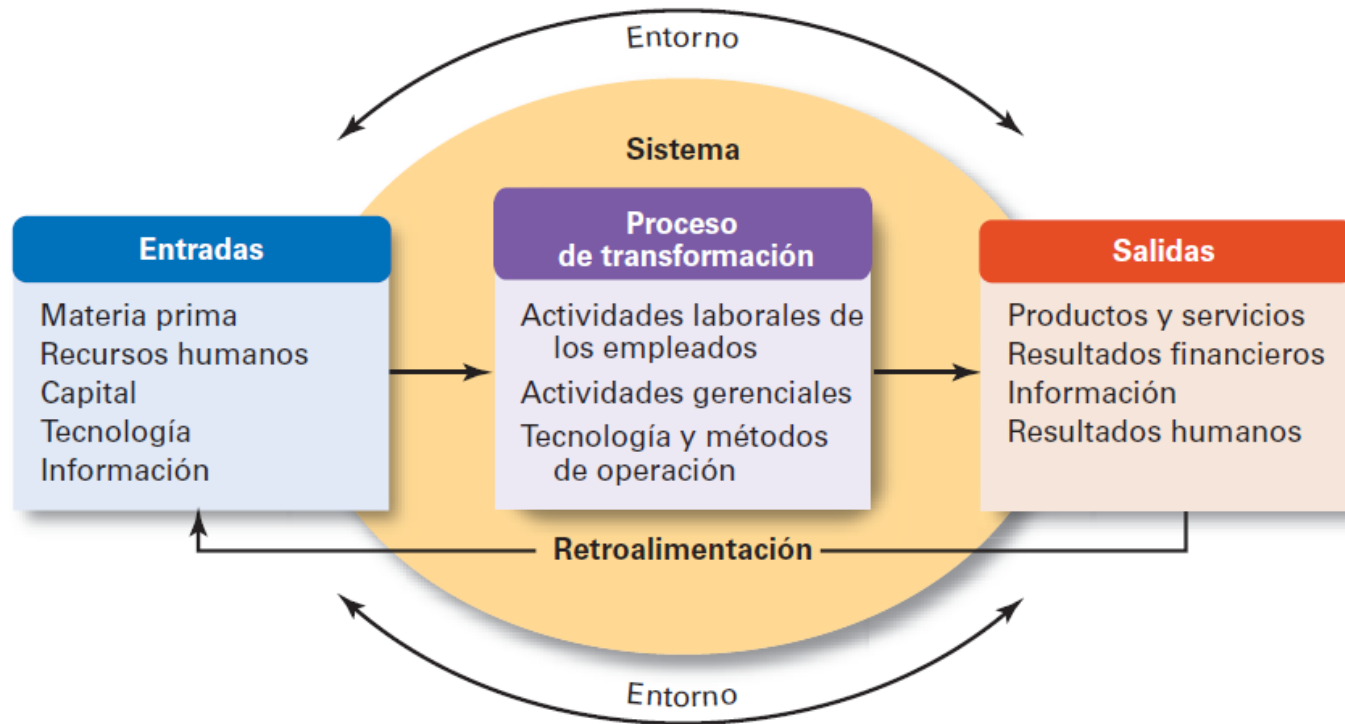 Entorno
Sistema
Entradas
Materia prima
Recursos humanos
Capital
Tecnología
Información
Proceso
de transformación
Actividades laborales de
los empleados
Actividades gerenciales
Tecnología y métodos
de operación
Salidas
Productos y servicios
Resultados financieros
Información
Resultados humanos
Retroalimentación
Entorno